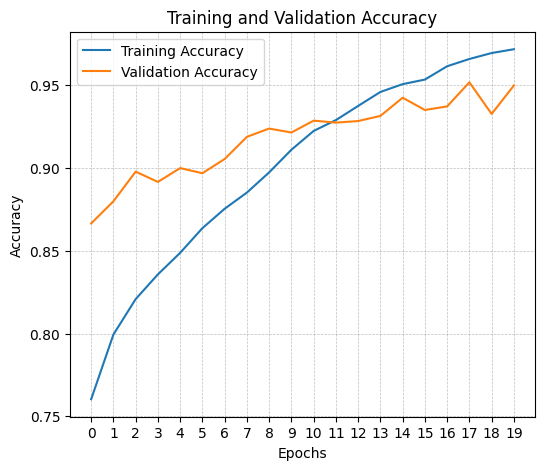 Training and Validation Accuracy
Training Accuracy
Validation Accuracy
Accuracy
0.95
0.90
0.85
0.80
0.75
0 1 2 3 4 5 6 7 8 9 10 11 12 13 14 15 16 17 18 19
Epochs